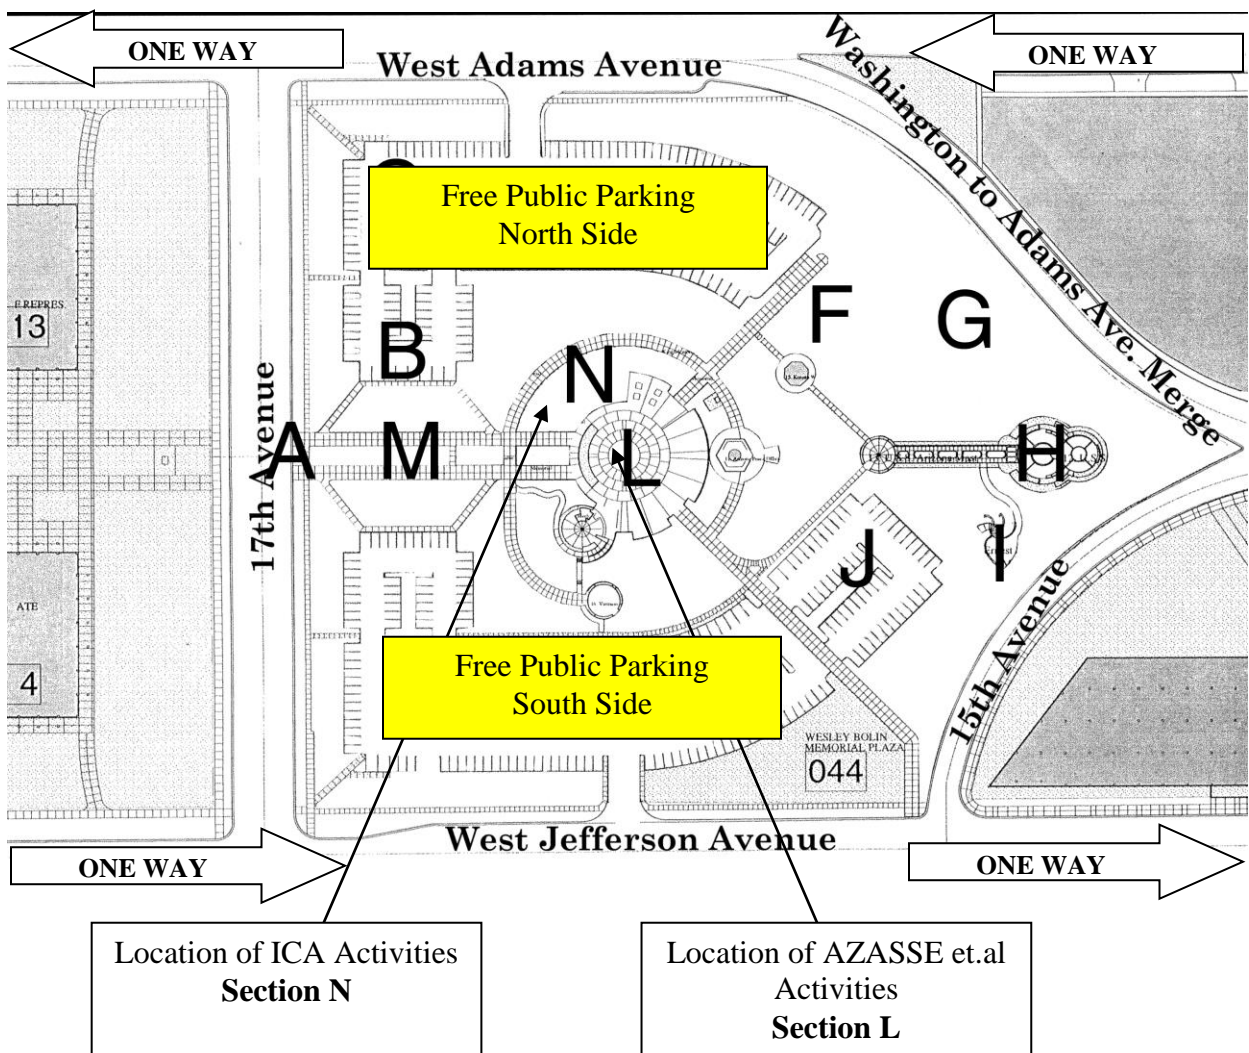 ONE WAY
ONE WAY
West Adams Avenue
Washington to Adams Ave. Merge
Free Public Parking
North Side
E REPRES.
13
B
N
F
G
17th Avenue
A
M
L
H
J
I
ATE
4
Free Public Parking
South Side
15th Avenue
WESLEY BOLIN
MEMORIAL PLAZA
044
West Jefferson Avenue
ONE WAY
ONE WAY
Location of ICA Activities
Section N
Location of AZASSE et.al
Activities
Section L